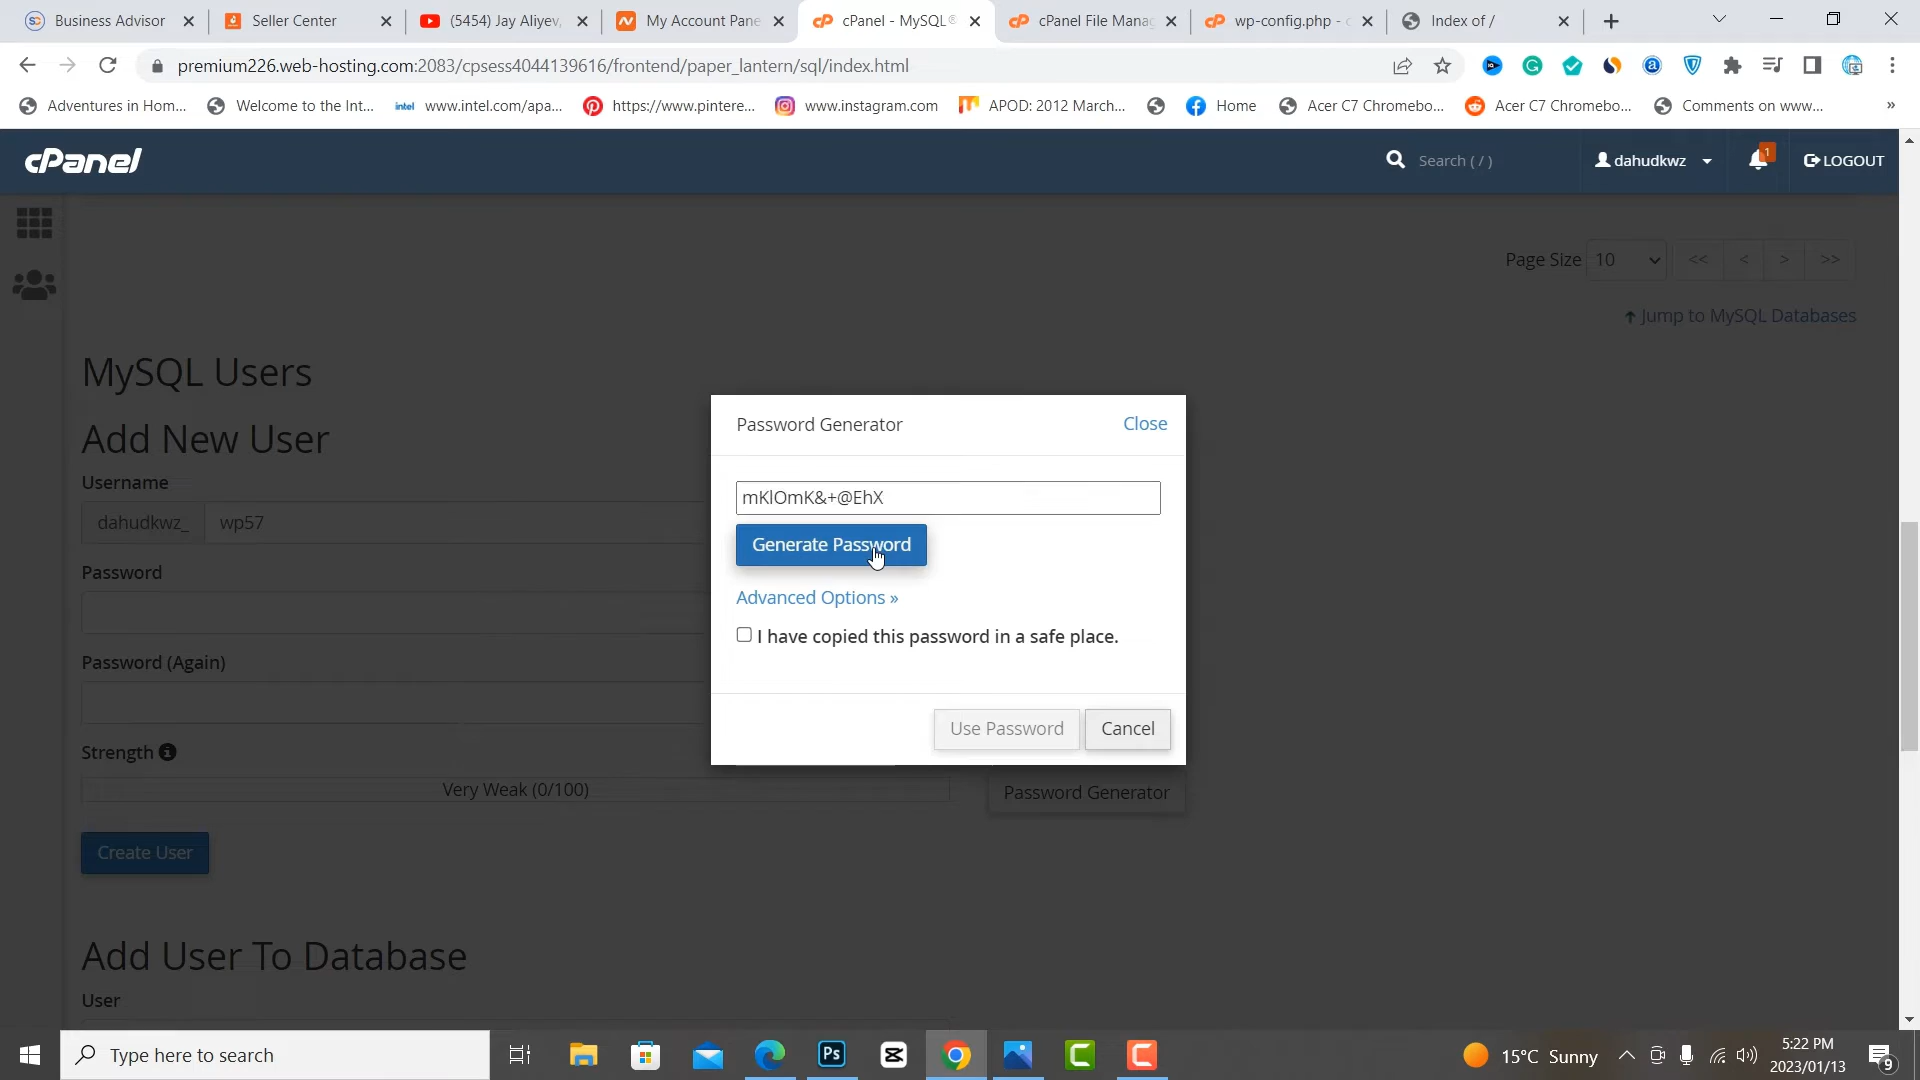 Business Advisor
Seller Center
(5454) Jay Aliyev,
My Account Pane
cPanel - MySQL®
cPanel File Manag
wp-config.php - c
Index of /
premium226.web-hosting.com:2083/cpsess4044139616/frontend/paper_lantern/sql/index.html
Adventures in Hom...
Welcome to the Int...
intel
www.intel.com/apa...
https://www.pintere...
www.instagram.com
APOD: 2012 March...
Home
Acer C7 Chromebo...
Acer C7 Chromebo...
Comments on www...
»
cPanel
Search ( / )
dahudkwz
1
LOGOUT
Page Size
10
<<
<
>
>>
Jump to MySQL Databases
MySQL Users
Add New User
Username
dahudkwz_
wp57
Password
Password (Again)
Strength
Very Weak (0/100)
Password Generator
Create User
Add User To Database
User
Password Generator
Close
mKlOmK&+@EhX
Generate Password
Advanced Options »
I have copied this password in a safe place.
Use Password
Cancel
Type here to search
Ps
15°C Sunny
5:22 PM
2023/01/13
9